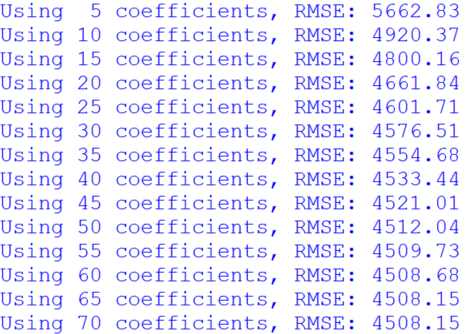 Using  5 coefficients, RMSE: 5662.83
Using 10 coefficients, RMSE: 4920.37
Using 15 coefficients, RMSE: 4800.16
Using 20 coefficients, RMSE: 4661.84
Using 25 coefficients, RMSE: 4601.71
Using 30 coefficients, RMSE: 4576.51
Using 35 coefficients, RMSE: 4554.68
Using 40 coefficients, RMSE: 4533.44
Using 45 coefficients, RMSE: 4521.01
Using 50 coefficients, RMSE: 4512.04
Using 55 coefficients, RMSE: 4509.73
Using 60 coefficients, RMSE: 4508.68
Using 65 coefficients, RMSE: 4508.15
Using 70 coefficients, RMSE: 4508.15